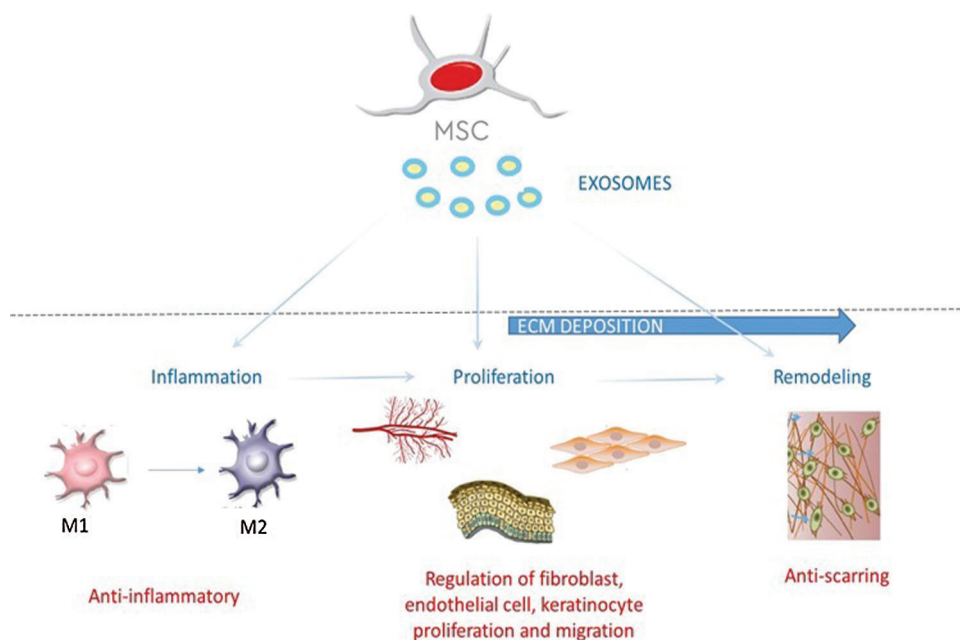 MSC
EXOSOMES
ECM DEPOSITION
Inflammation
Proliferation
Remodeling
M1
M2
Anti-inflammatory
Regulation of fibroblast,
endothelial cell, keratinocyte
proliferation and migration
Anti-scarring